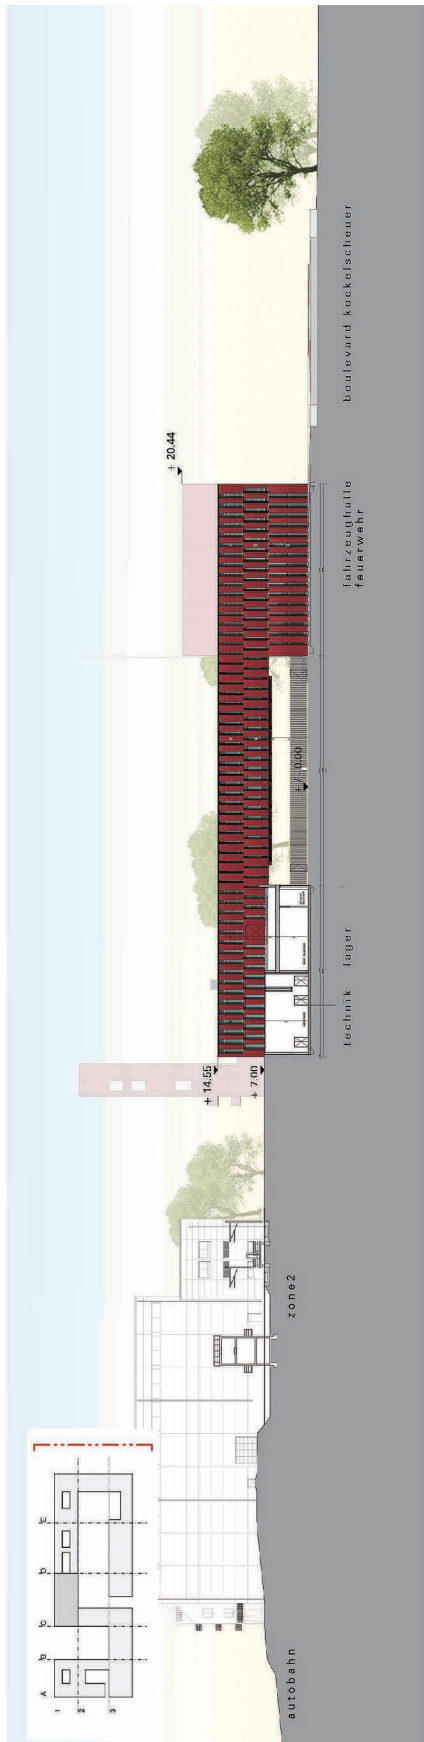 A B C D E
1
2
3
autobahn
zone2
+ 14.55
+ 7.00
technik lager
+ / - 0.00
+ 20.44
fahrzeughalle
feuerwehr
boulevard kockelscheuer